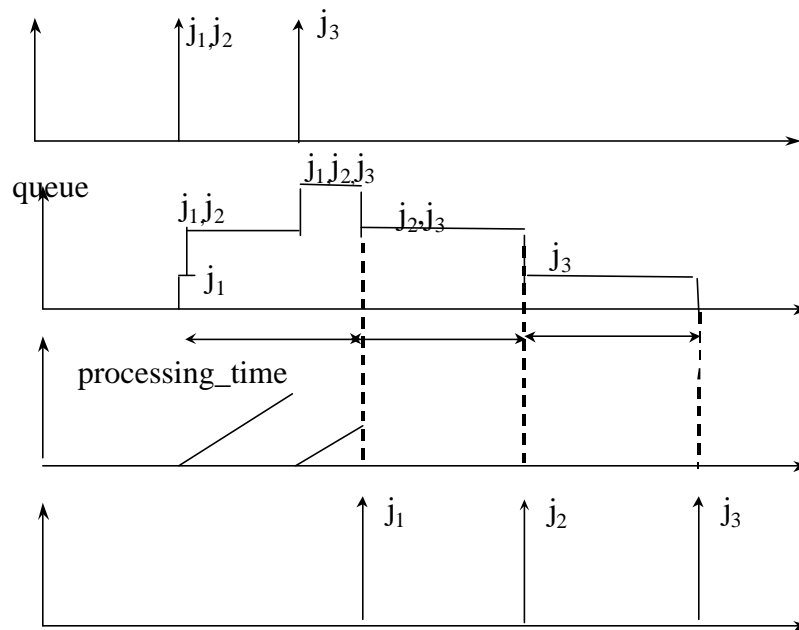 j₁,j₂
j₃
j₁,j₂,j₃
queue
j₁,j₂
j₂,j₃
j₃
j₁
processing_time
j₁
j₂
j₃